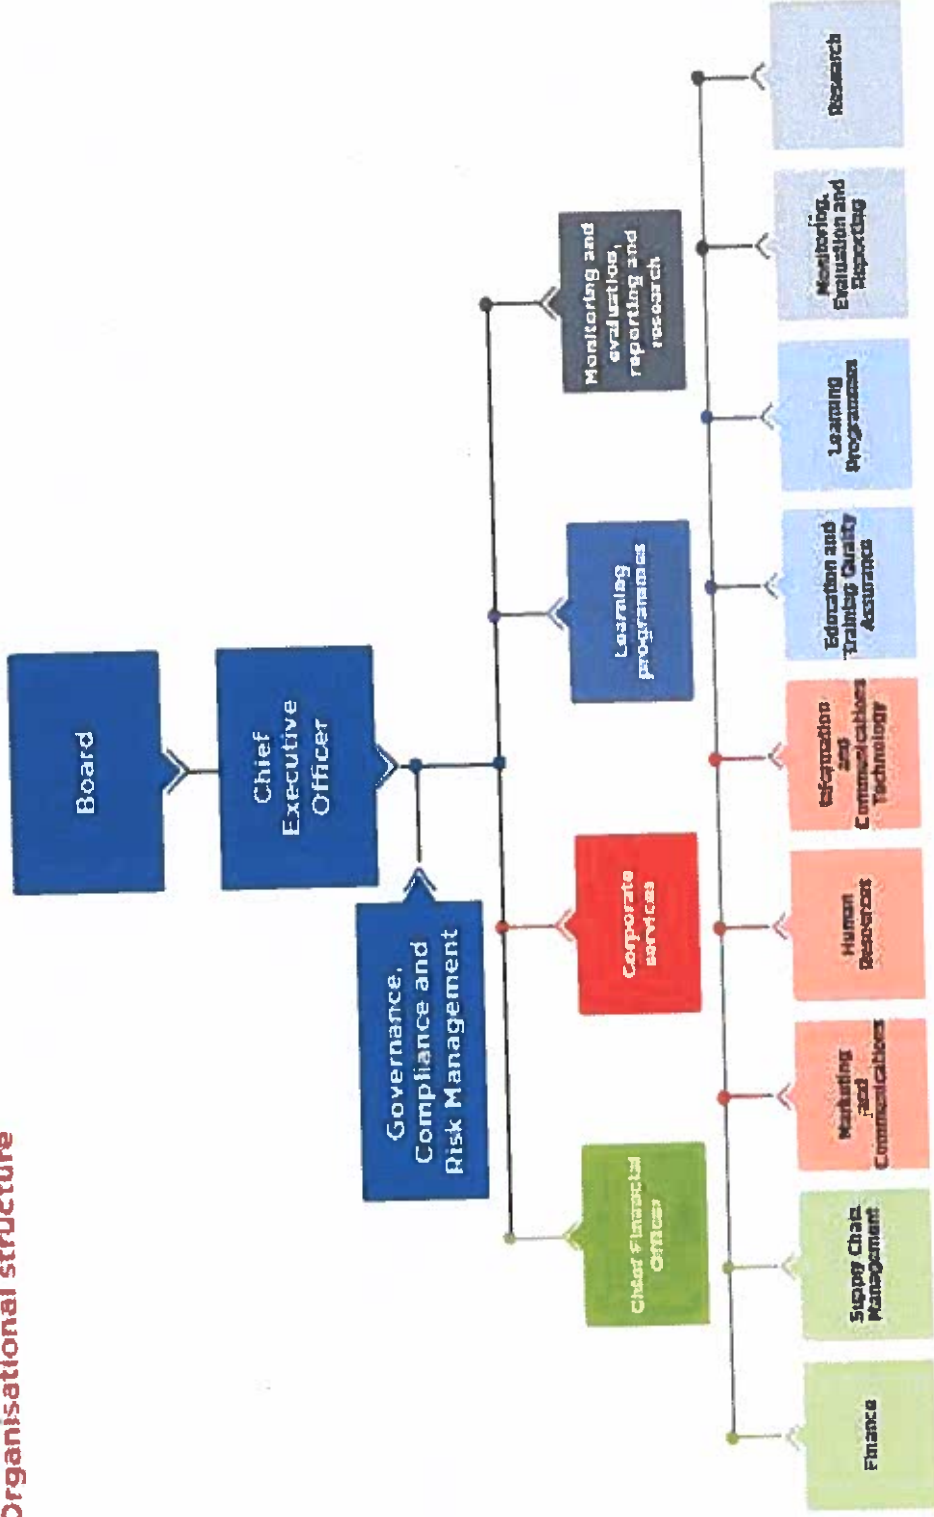 Organisational structure
Board
Chief
Executive
Officer
Governance,
Compliance and
Risk Management
Chief Financial
Officer
Corporate
services
Learning
programmes
Monitoring and
evaluation,
reporting and
research
Finance
Supply Chain
Management
Marketing
and
Communications
Human
Resources
Information
and
Communications
Technology
Education and
Training Quality
Assurance
Learning
Programmes
Monitoring,
Evaluation and
Reporting
Research